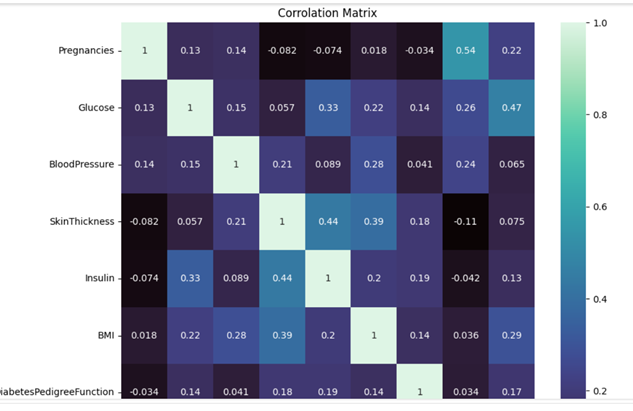 Corrolation Matrix
Pregnancies 1 0.13 0.14 -0.082 -0.074 0.018 -0.034 0.54 0.22
Glucose 0.13 1 0.15 0.057 0.33 0.22 0.14 0.26 0.47
BloodPressure 0.14 0.15 1 0.21 0.089 0.28 0.041 0.24 0.065
SkinThickness -0.082 0.057 0.21 1 0.44 0.39 0.18 -0.11 0.075
Insulin -0.074 0.33 0.089 0.44 1 0.2 0.19 -0.042 0.13
BMI 0.018 0.22 0.28 0.39 0.2 1 0.14 0.036 0.29
iabetesPedigreeFunction -0.034 0.14 0.041 0.18 0.19 0.14 1 0.034 0.17
1.0
0.8
0.6
0.4
0.2